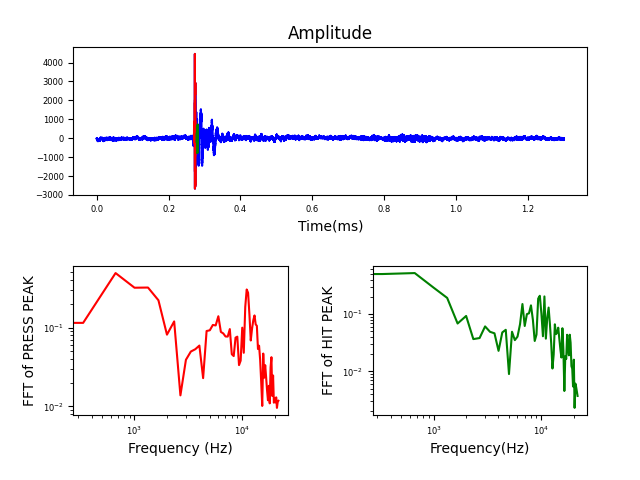 Amplitude
4000
3000
2000
1000
0
−1000
−2000
−3000
0.0 0.2 0.4 0.6 0.8 1.0 1.2
Time(ms)
FFT of PRESS PEAK
10⁻¹
10⁻²
10³ 10⁴
Frequency (Hz)
FFT of HIT PEAK
10⁻¹
10⁻²
10³ 10⁴
Frequency(Hz)